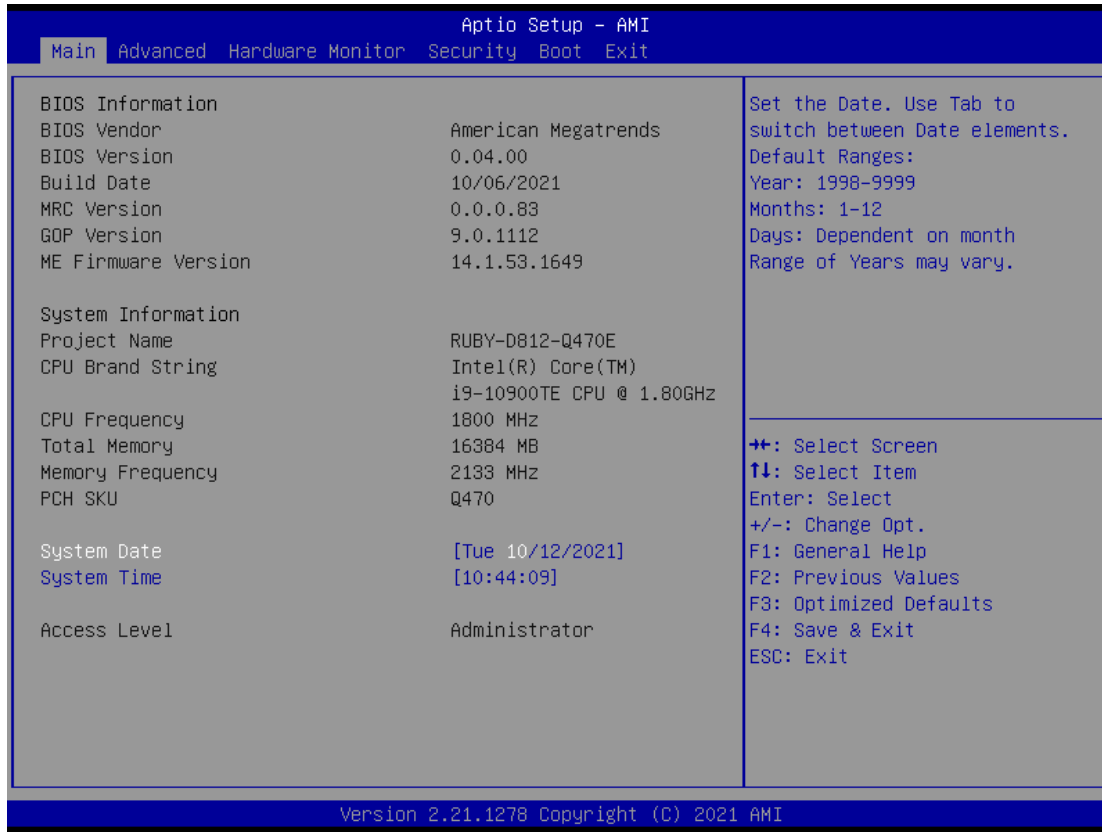 Aptio Setup - AMI
Main Advanced Hardware Monitor Security Boot Exit
BIOS Information
BIOS Vendor American Megatrends
BIOS Version 0.04.00
Build Date 10/06/2021
MRC Version 0.0.0.83
GOP Version 9.0.1112
ME Firmware Version 14.1.53.1649
System Information
Project Name RUBY-D812-Q470E
CPU Brand String Intel(R) Core(TM)
i9-10900TE CPU @ 1.80GHz
CPU Frequency 1800 MHz
Total Memory 16384 MB
Memory Frequency 2133 MHz
PCH SKU Q470
System Date [Tue 10/12/2021]
System Time [10:44:09]
Access Level Administrator
Set the Date. Use Tab to
switch between Date elements.
Default Ranges:
Year: 1998-9999
Months: 1-12
Days: Dependent on month
Range of Years may vary.
→←: Select Screen
↑↓: Select Item
Enter: Select
+/-: Change Opt.
F1: General Help
F2: Previous Values
F3: Optimized Defaults
F4: Save & Exit
ESC: Exit
Version 2.21.1278 Copyright (C) 2021 AMI